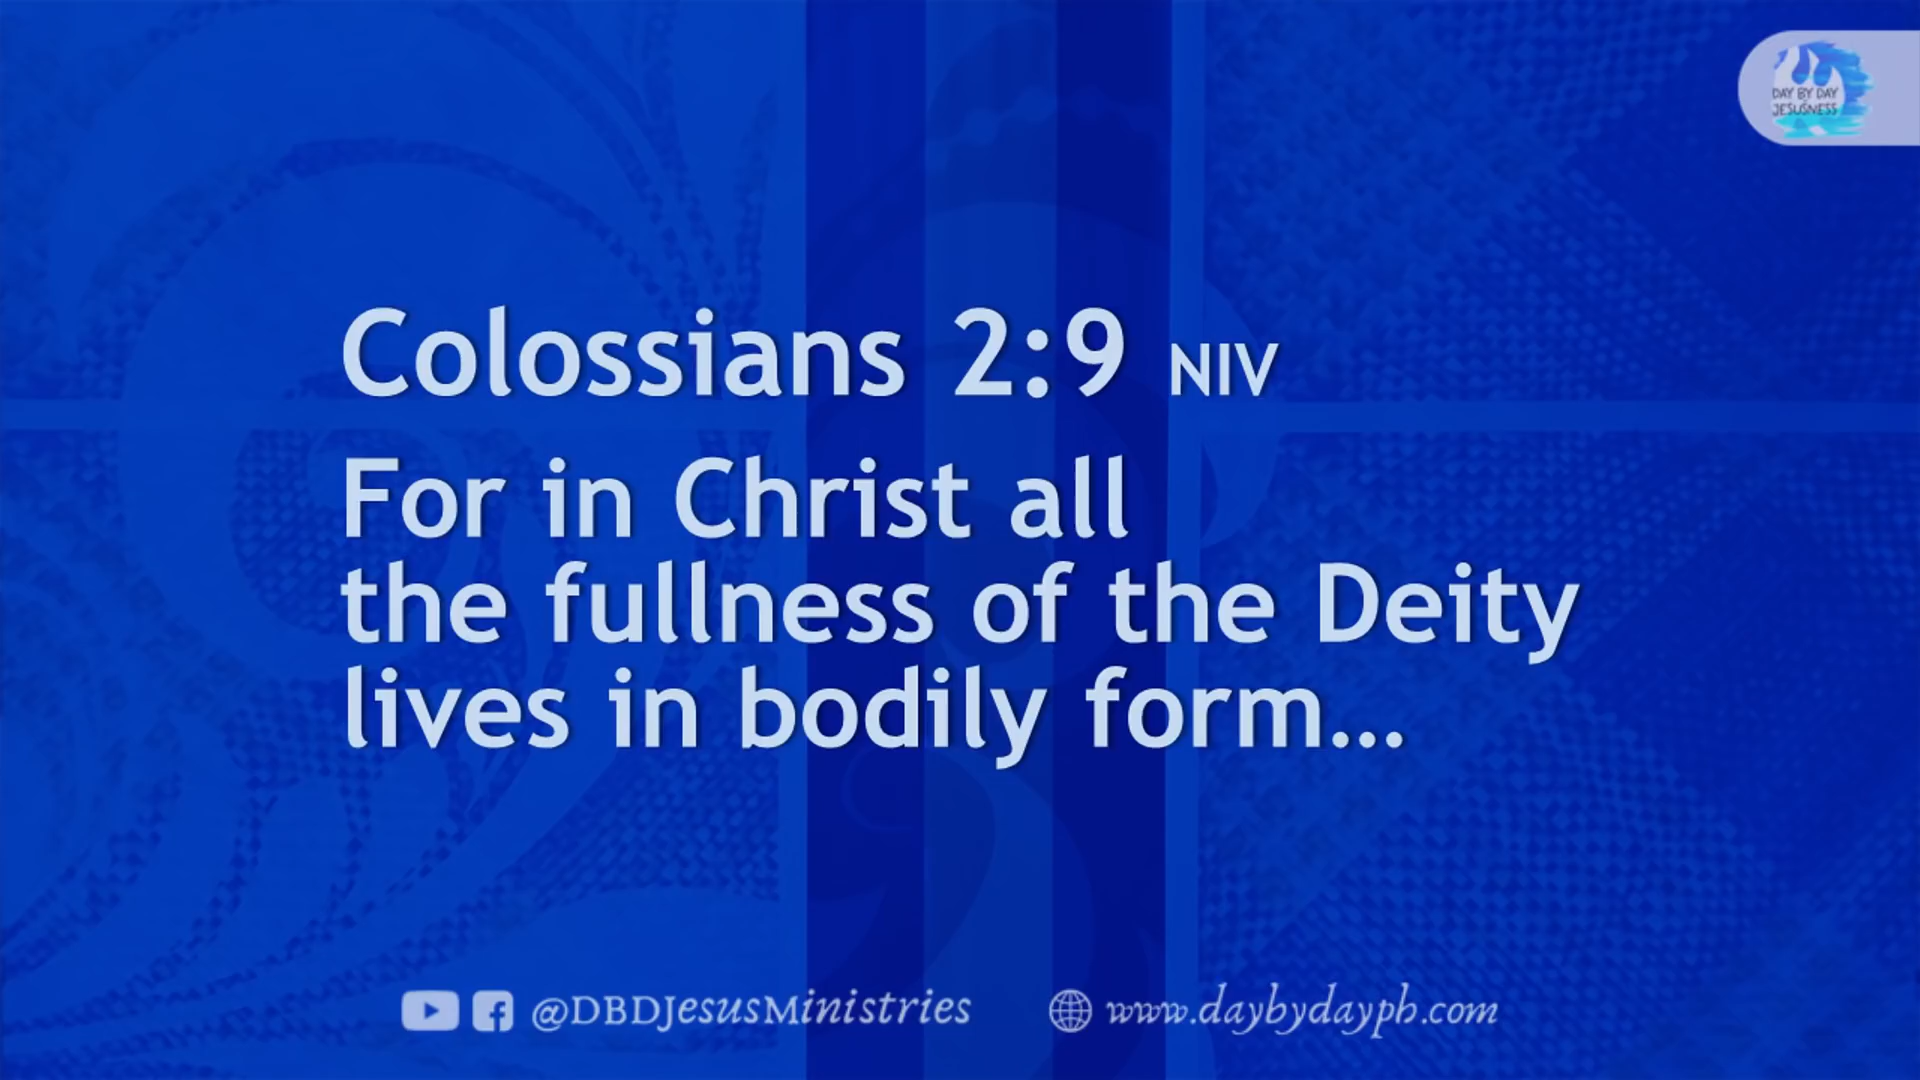 DAY BY DAY
JESUSNESS
Colossians 2:9 NIV
For in Christ all
the fullness of the Deity
lives in bodily form...
@DBDJesusMinistries
www.daybydayph.com